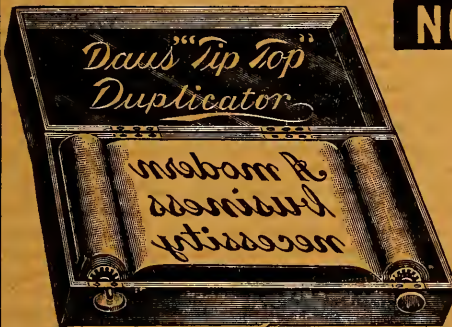 Daus' "Tip Top"
Duplicator
A modern
business
necessity